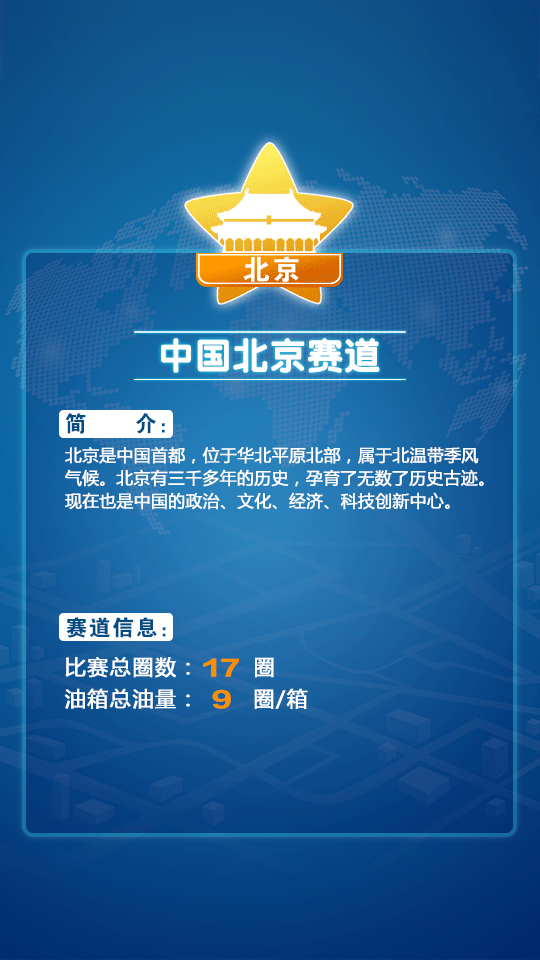 北京
中国北京赛道
简 介:
北京是中国首都，位于华北平原北部，属于北温带季风
气候。北京有三千多年的历史，孕育了无数了历史古迹。
现在也是中国的政治、文化、经济、科技创新中心。
赛道信息:
比赛总圈数：17 圈
油箱总油量：9 圈/箱